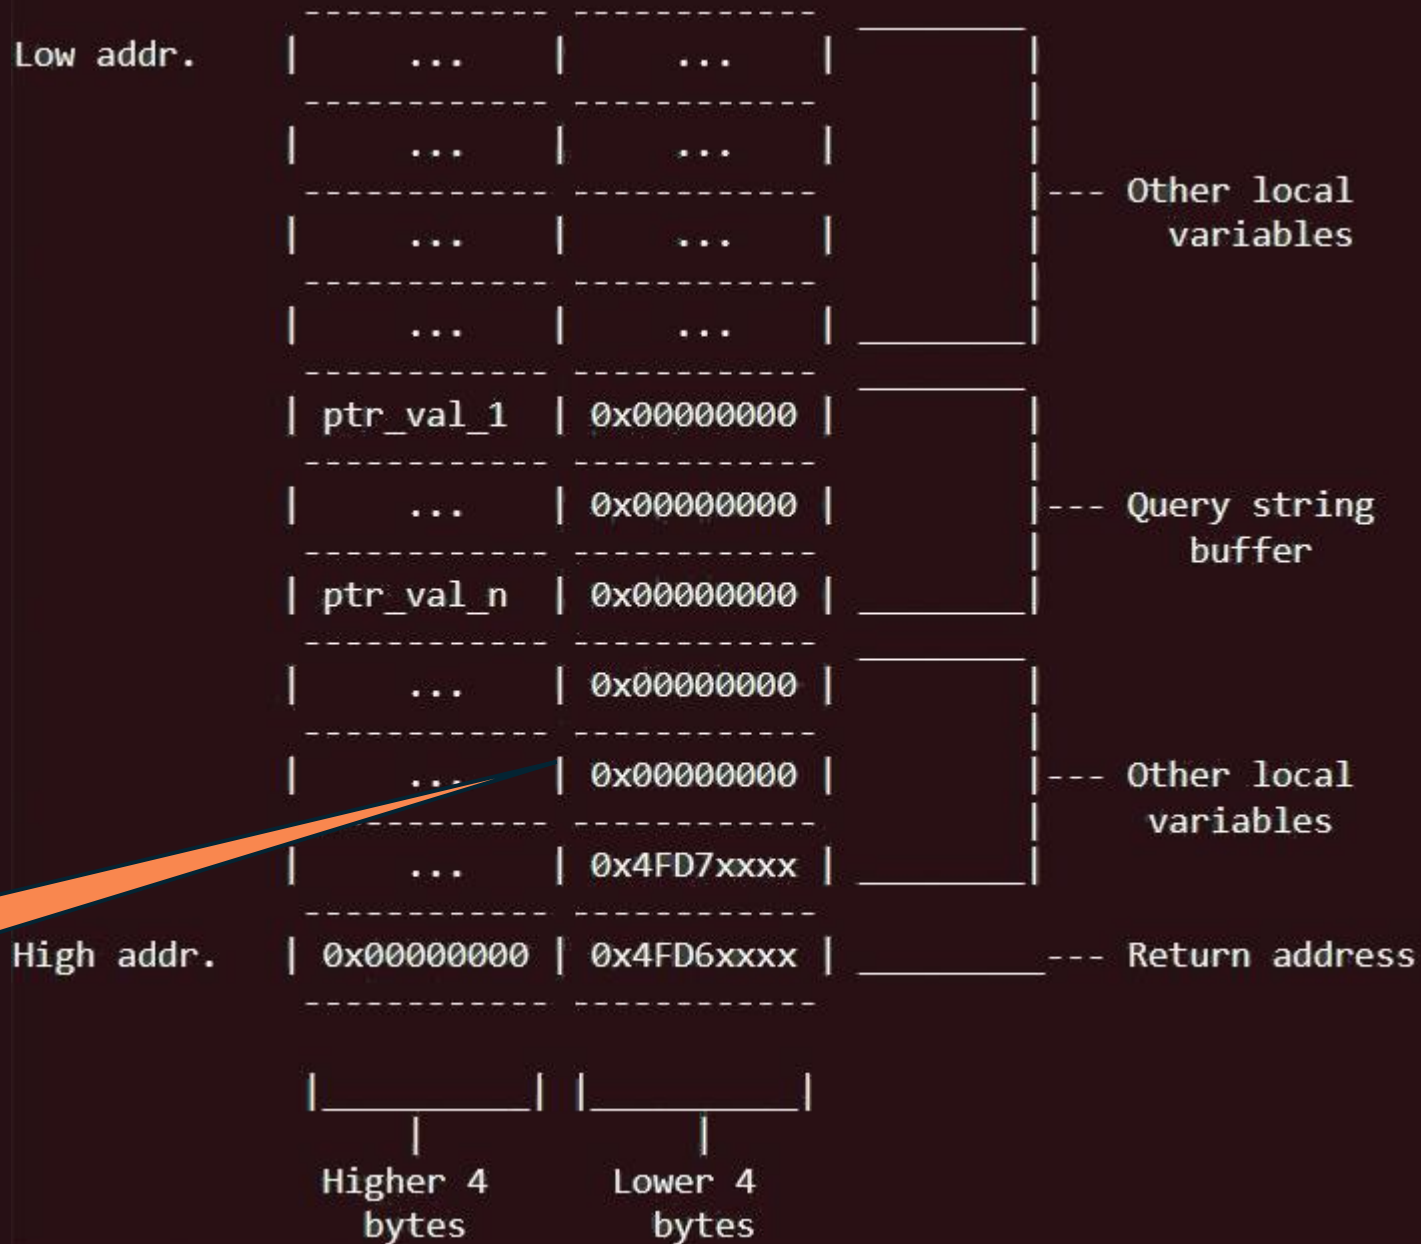 Low addr. | ... | ... |
| ... | ... |
|--- Other local
| ... | ... | variables
| ... | ... |
| ptr_val_1 | 0x00000000 |
| ... | 0x00000000 | |--- Query string
buffer
| ptr_val_n | 0x00000000 |
| ... | 0x00000000 |
| ... | 0x00000000 | |--- Other local
variables
| ... | 0x4FD7xxxx |
High addr. | 0x00000000 | 0x4FD6xxxx | --- Return address
Higher 4 Lower 4
bytes bytes